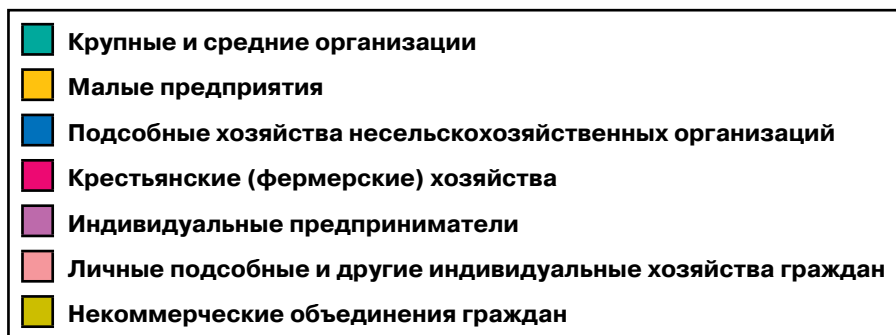 Крупные и средние организации
Малые предприятия
Подсобные хозяйства несельскохозяйственных организаций
Крестьянские (фермерские) хозяйства
Индивидуальные предприниматели
Личные подсобные и другие индивидуальные хозяйства граждан
Некоммерческие объединения граждан